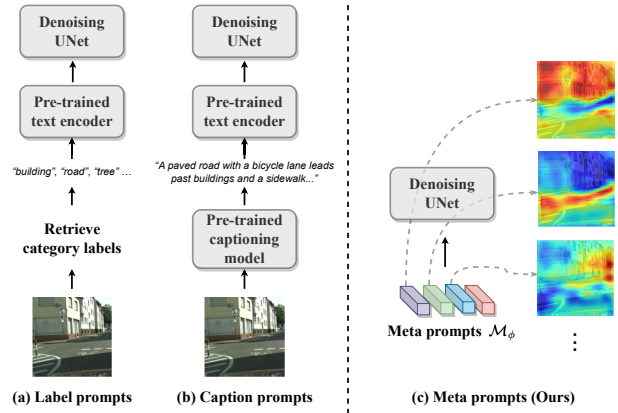 Denoising
UNet
Pre-trained
text encoder
"building", "road", "tree" ...
Retrieve
category labels
(a) Label prompts
Denoising
UNet
Pre-trained
text encoder
"A paved road with a bicycle lane leads
past buildings and a sidewalk..."
Pre-trained
captioning
model
(b) Caption prompts
Denoising
UNet
Meta prompts ℳ_ϕ
(c) Meta prompts (Ours)